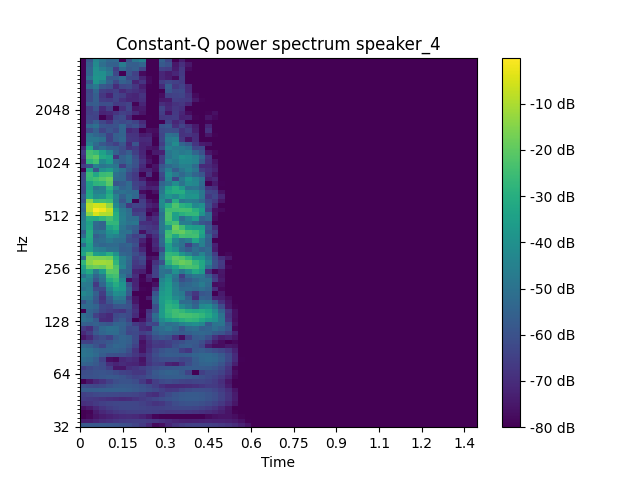 Constant-Q power spectrum speaker_4
Hz
2048
1024
512
256
128
64
32
0 0.15 0.3 0.45 0.6 0.75 0.9 1.1 1.2 1.4
Time
-10 dB
-20 dB
-30 dB
-40 dB
-50 dB
-60 dB
-70 dB
-80 dB